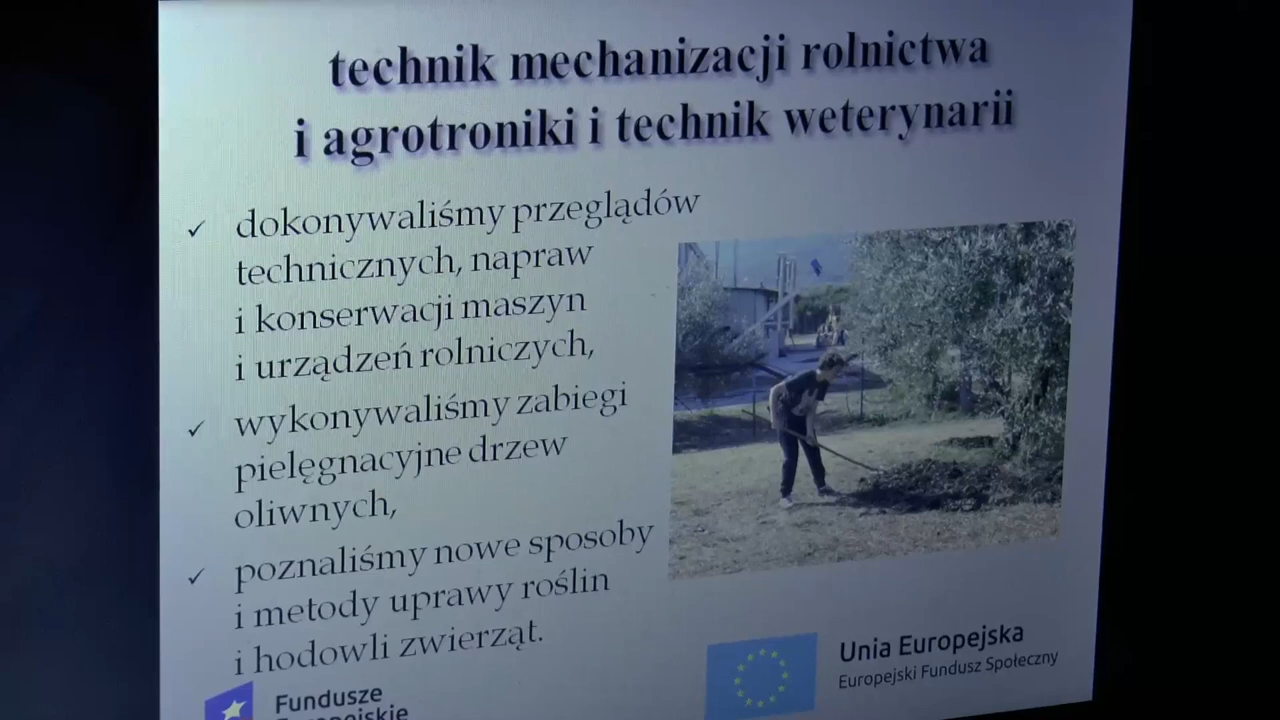 technik mechanizacji rolnictwa
i agrotroniki i technik weterynarii
✓ dokonywaliśmy przeglądów
technicznych, napraw
i konserwacji maszyn
i urządzeń rolniczych,
✓ wykonywaliśmy zabiegi
pielęgnacyjne drzew
oliwnych,
✓ poznaliśmy nowe sposoby
i metody uprawy roślin
i hodowli zwierząt.
Fundusze
Europejskie
Unia Europejska
Europejski Fundusz Społeczny